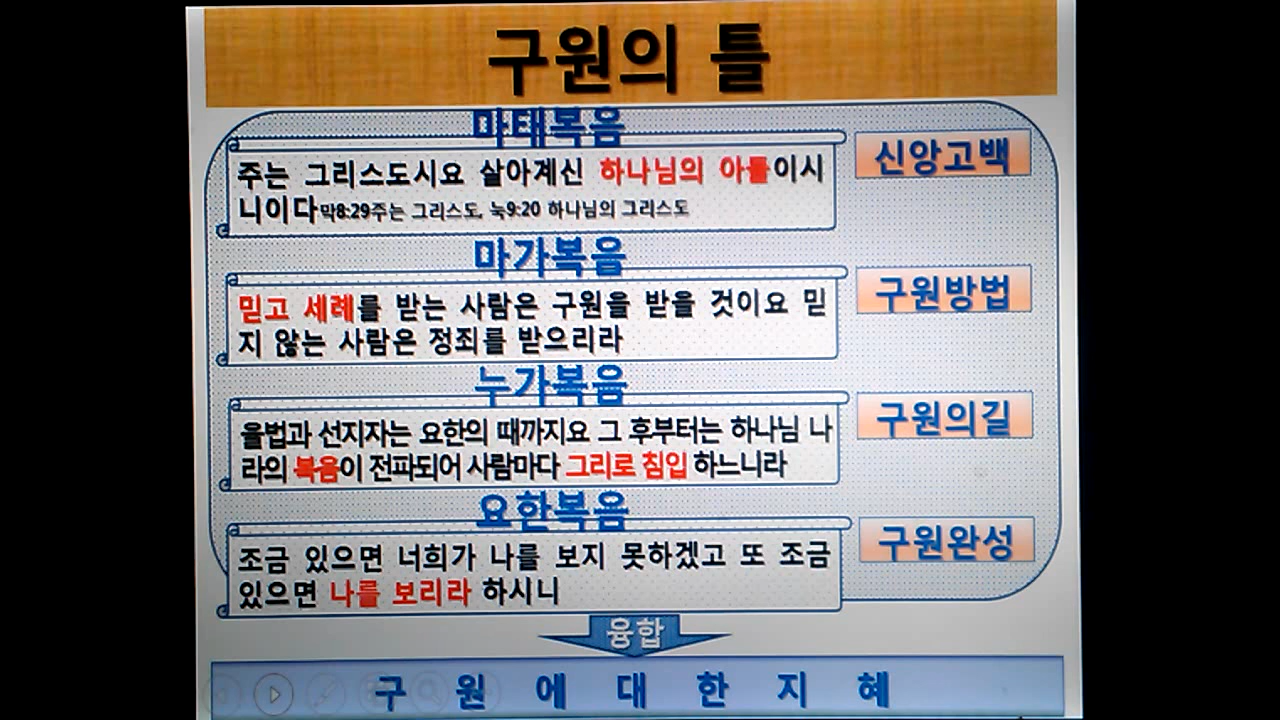 구원의 틀
마태복음
신앙고백
주는 그리스도시요 살아계신 하나님의 아들이시
니이다막8:29주는 그리스도, 눅9:20 하나님의 그리스도
마가복음
구원방법
믿고 세례를 받는 사람은 구원을 받을 것이요 믿
지 않는 사람은 정죄를 받으리라
누가복음
구원의길
율법과 선지자는 요한의 때까지요 그 후부터는 하나님 나
라의 복음이 전파되어 사람마다 그리로 침입 하느니라
요한복음
구원완성
조금 있으면 너희가 나를 보지 못하겠고 또 조금
있으면 나를 보리라 하시니
융합
구 원 에 대 한 지 혜